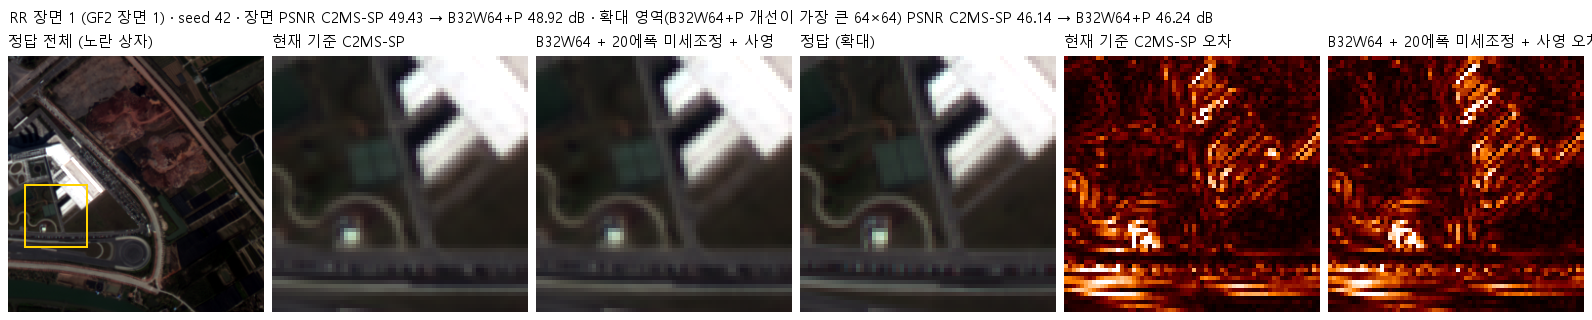 RR 장면 1 (GF2 장면 1) · seed 42 · 장면 PSNR C2MS-SP 49.43 → B32W64+P 48.92 dB · 확대 영역(B32W64+P 개선이 가장 큰 64×64) PSNR C2MS-SP 46.14 → B32W64+P 46.24 dB
정답 전체 (노란 상자)
현재 기준 C2MS-SP
B32W64 + 20에폭 미세조정 + 사영
정답 (확대)
현재 기준 C2MS-SP 오차
B32W64 + 20에폭 미세조정 + 사영 오차